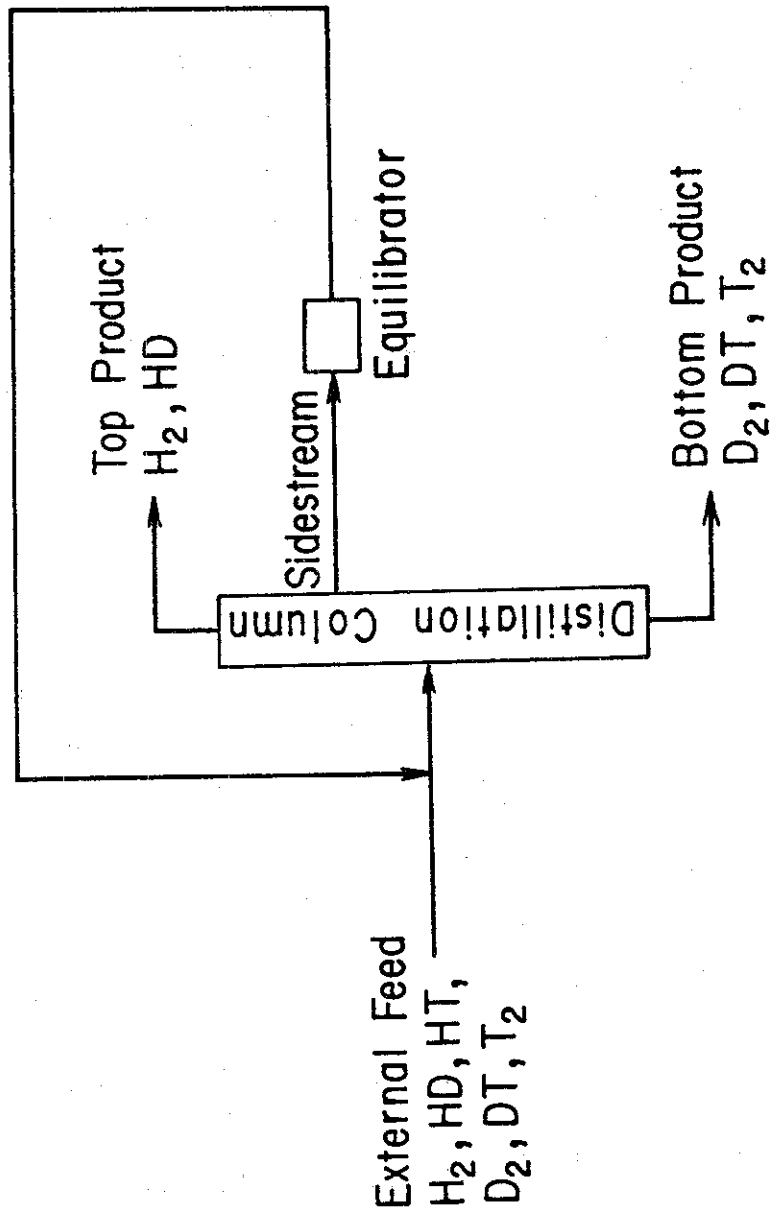 External Feed
H₂, HD, HT,
D₂, DT, T₂
Distillation Column
Top Product
H₂, HD
Sidestream
Equilibrator
Bottom Product
D₂, DT, T₂